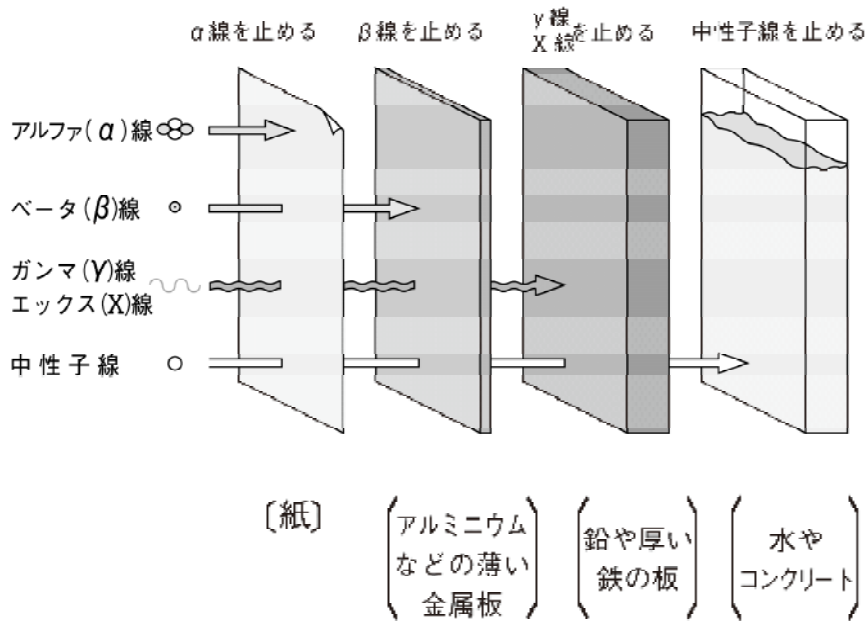 α線を止める
β線を止める
γ線
X線を止める
中性子線を止める
アルファ(α)線
ベータ(β)線
ガンマ(γ)線
エックス(X)線
中性子線
〔紙〕
(アルミニウム
などの薄い
金属板)
(鉛や厚い
鉄の板)
(水や
コンクリート)